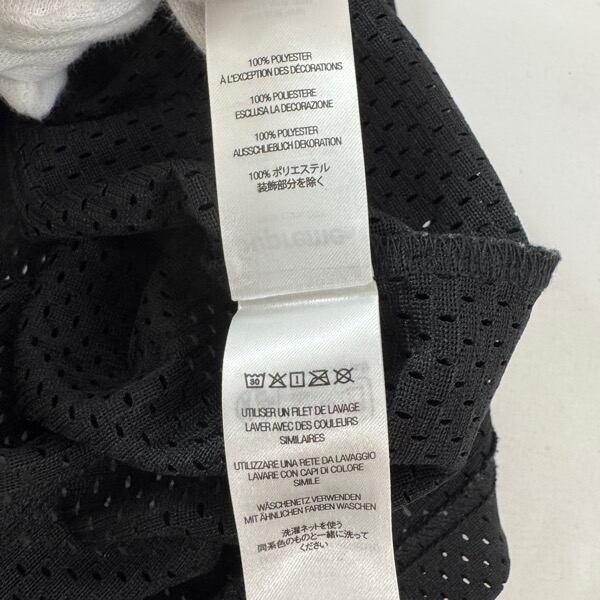 100% POLYESTER
À L'EXCEPTION DES DÉCORATIONS
100% POLIESTERE
ESCLUSA LA DECORAZIONE
100% POLYESTER
AUSSCHLIEBLICH DEKORATION
100% ポリエステル
装飾部分を除く
Supreme
30
UTILISER UN FILET DE LAVAGE
LAVER AVEC DES COULEURS
SIMILAIRES
UTILIZZARE UNA RETE DA LAVAGGIO
LAVARE CON CAPI DI COLORE
SIMILE
WÄSCHENETZ VERWENDEN
MIT ÄHNLICHEN FARBEN WASCHEN
洗濯ネットを使う
同系色のものと一緒に洗って
ください